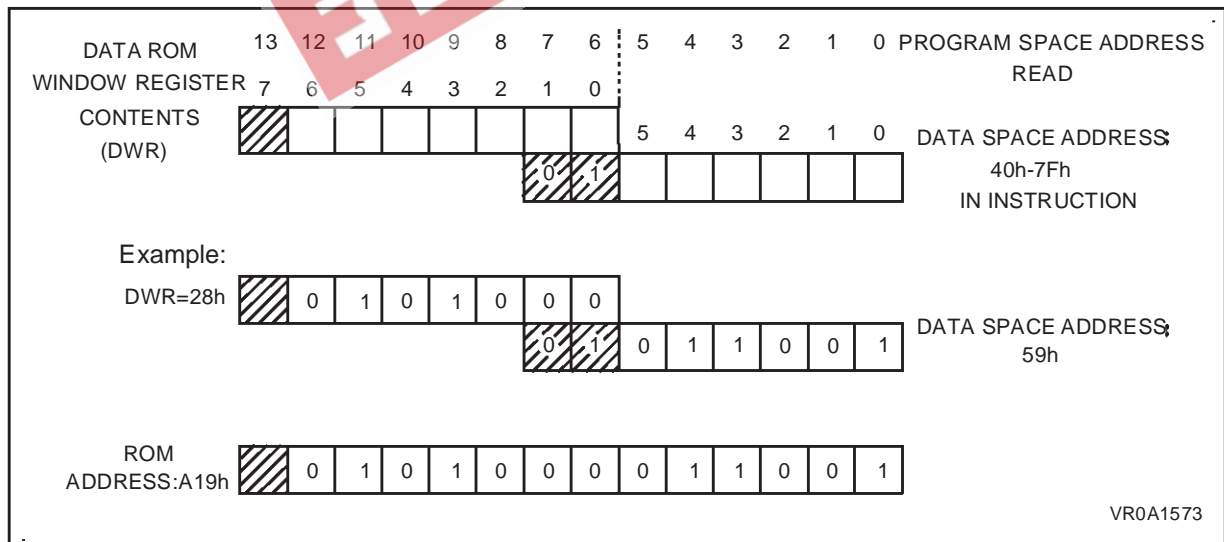 13 12 11 10 9 8 7 6 5 4 3 2 1 0 PROGRAM SPACE ADDRESS
READ
DATA ROM
WINDOW REGISTER 7 6 5 4 3 2 1 0
CONTENTS
(DWR)
5 4 3 2 1 0 DATA SPACE ADDRESS:
40h-7Fh
IN INSTRUCTION
0 1
Example:
DWR=28h 0 1 0 1 0 0 0
0 1 0 1 1 0 0 1 DATA SPACE ADDRESS:
59h
ROM
ADDRESS:A19h 0 1 0 1 0 0 0 0 1 1 0 0 1
VR0A1573